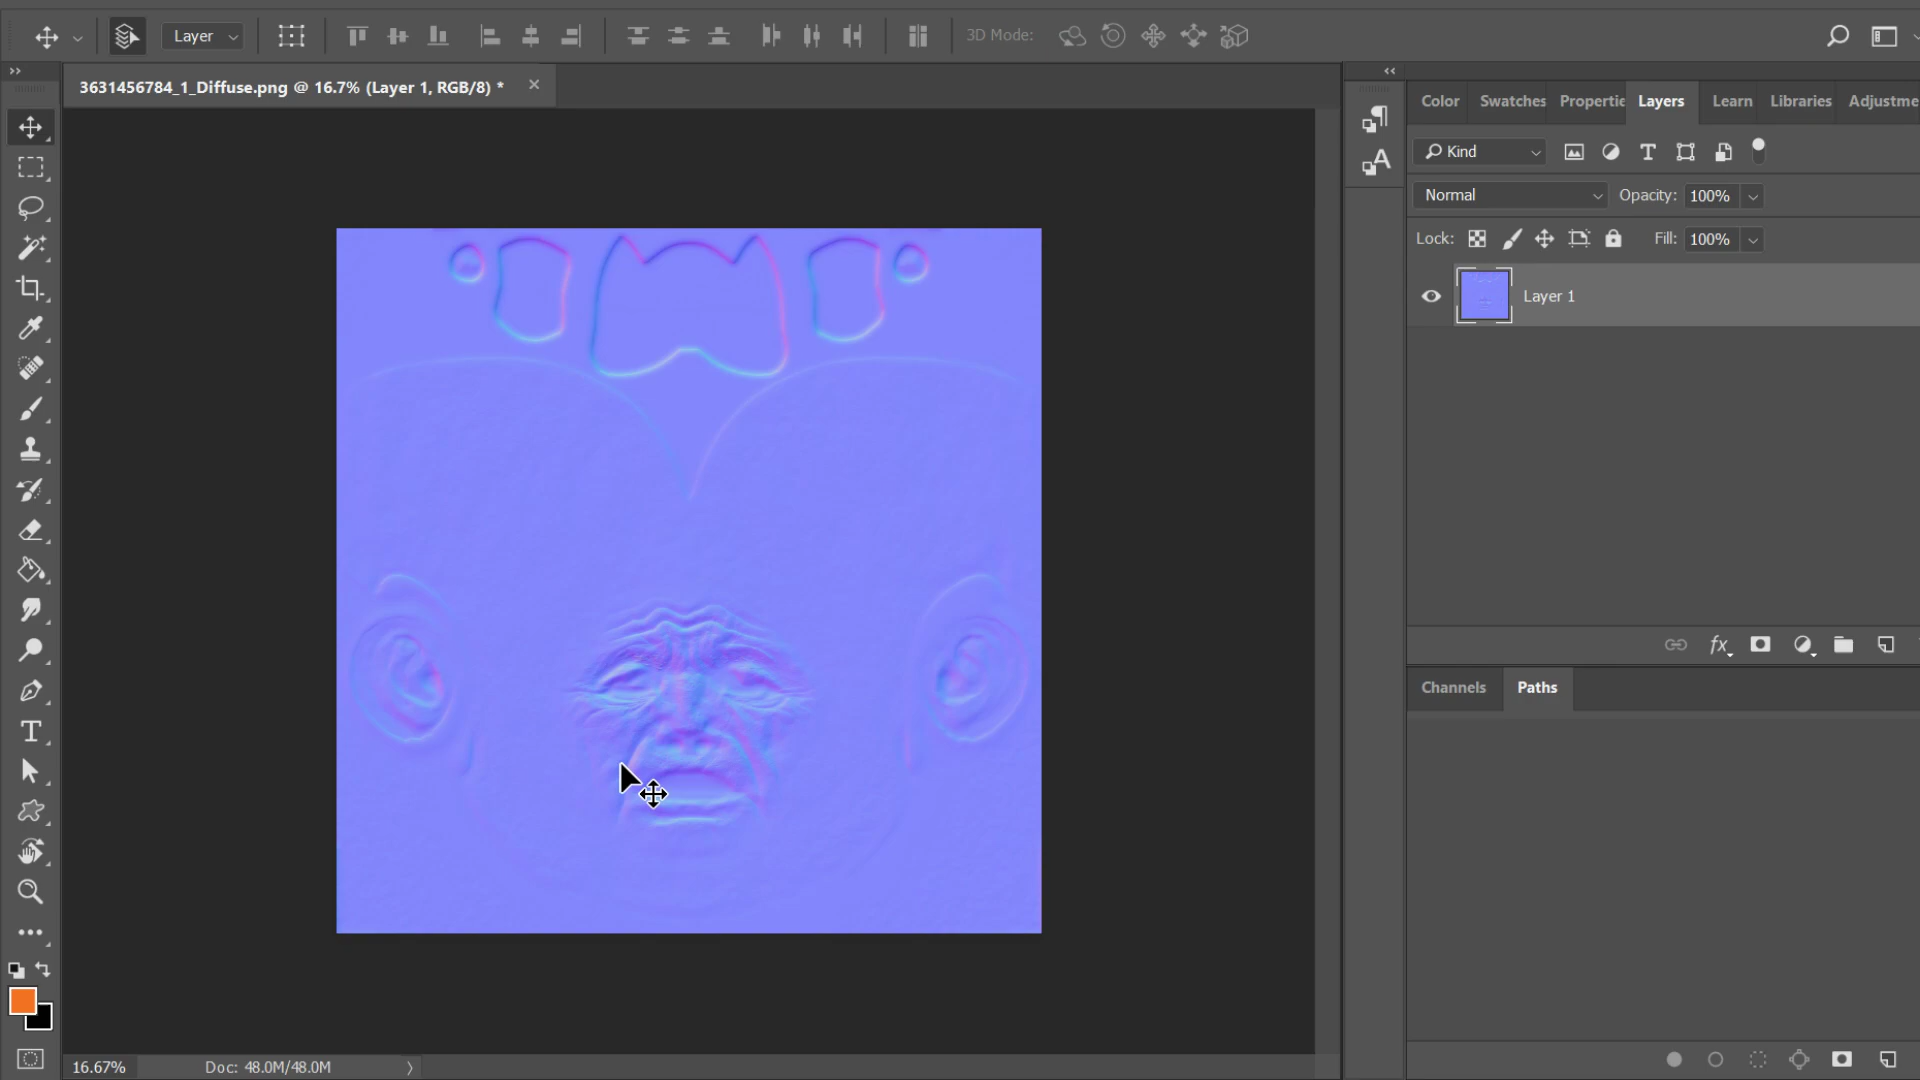 Layer
3D Mode:
3631456784_1_Diffuse.png @ 16.7% (Layer 1, RGB/8) *
Color
Swatches
Propertie
Layers
Learn
Libraries
Adjustme
Kind
Normal
Opacity: 100%
Lock:
Fill: 100%
Layer 1
Channels
Paths
16.67%
Doc: 48.0M/48.0M